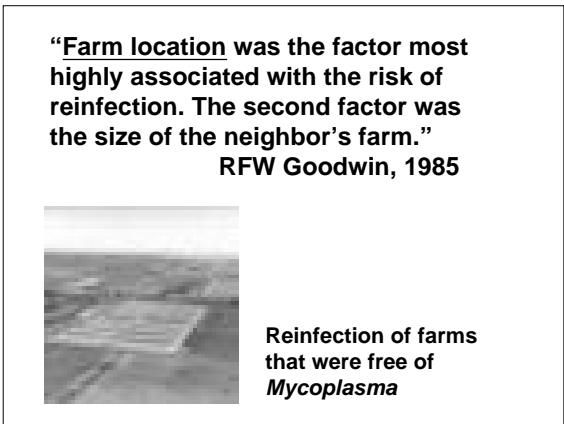 “Farm location was the factor most
highly associated with the risk of
reinfection. The second factor was
the size of the neighbor’s farm.”
RFW Goodwin, 1985
Reinfection of farms
that were free of
Mycoplasma